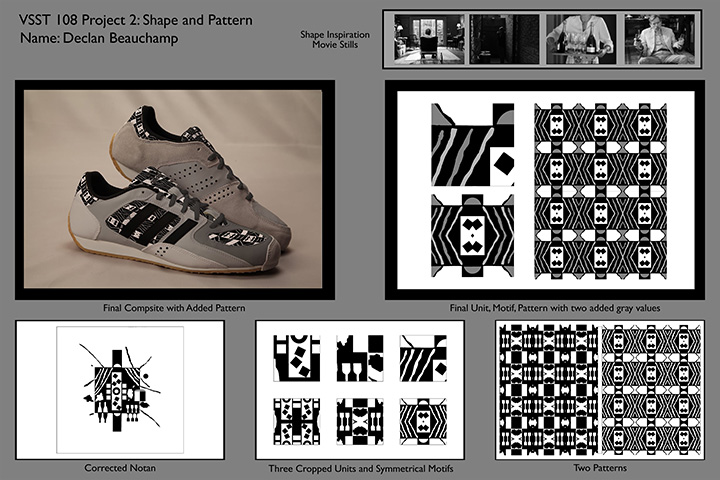 VSST 108 Project 2: Shape and Pattern
Name: Declan Beauchamp
Shape Inspiration
Movie Stills
Final Compsite with Added Pattern
Final Unit, Motif, Pattern with two added gray values
Corrected Notan
Three Cropped Units and Symmetrical Motifs
Two Patterns